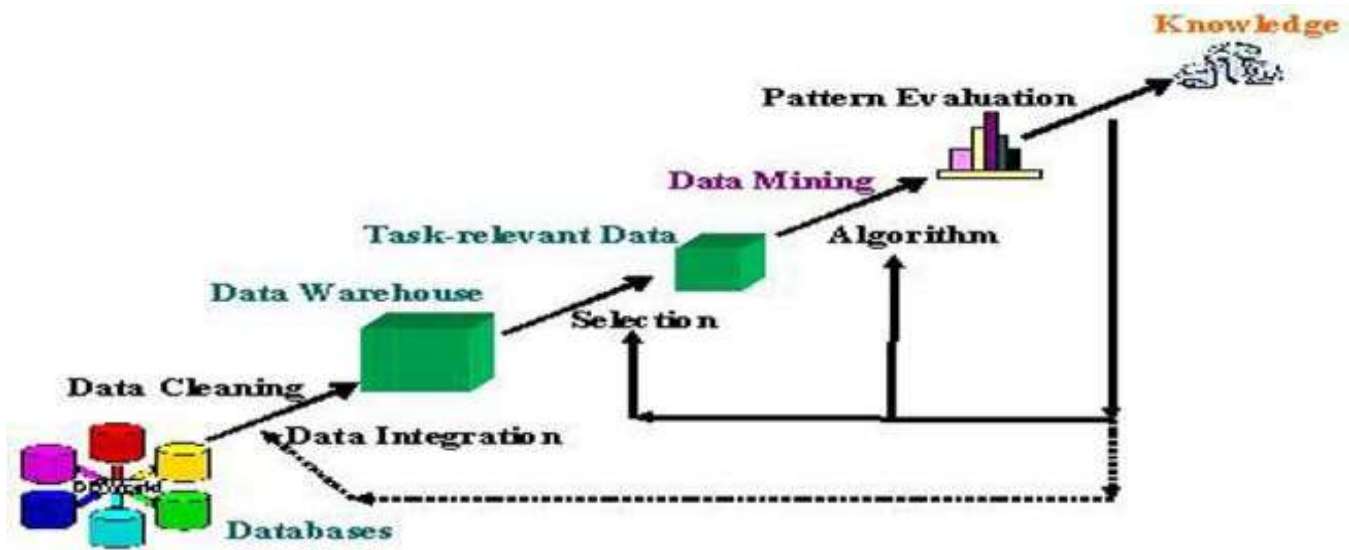 Knowledge
Pattern Evaluation
Data Mining
Algorithm
Task-relevant Data
Data Warehouse
Selection
Data Cleaning
Data Integration
Databases